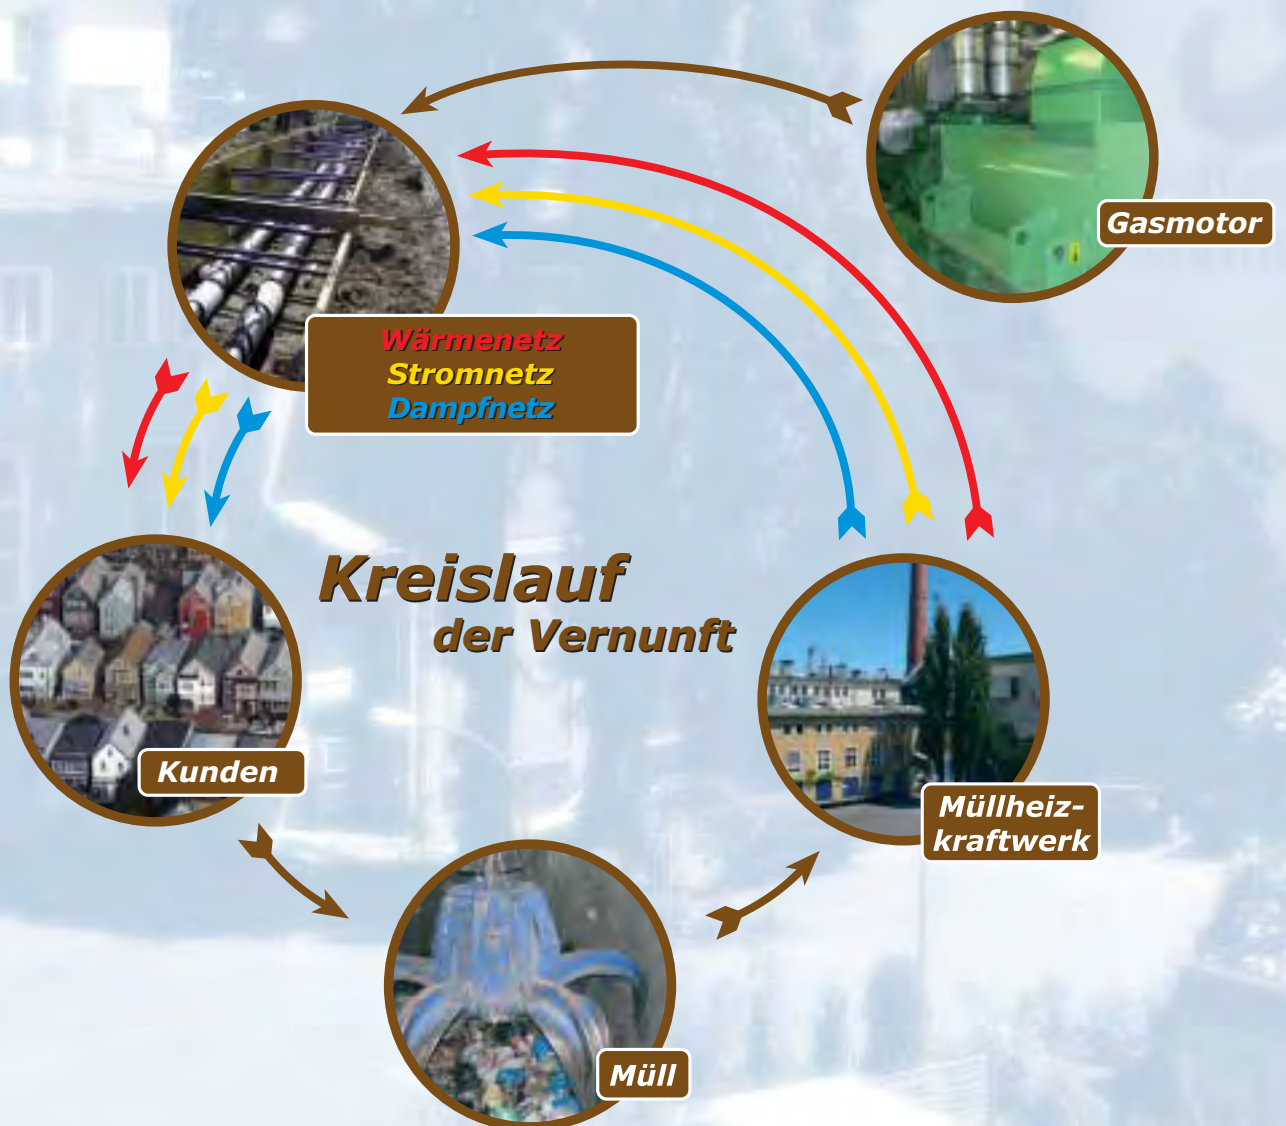 Gasmotor
Wärmenetz
Stromnetz
Dampfnetz
Kreislauf
der Vernunft
Kunden
Müllheiz-
kraftwerk
Müll